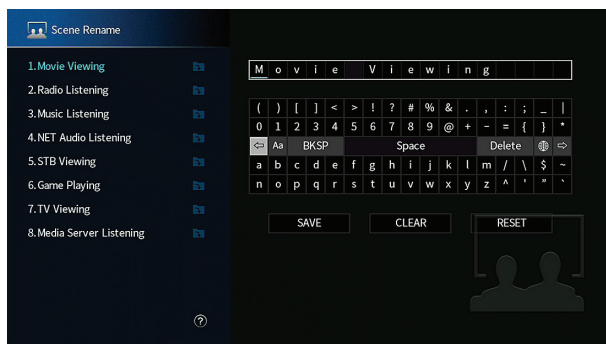 Scene Rename
1.Movie Viewing
2.Radio Listening
3.Music Listening
4.NET Audio Listening
5.STB Viewing
6.Game Playing
7.TV Viewing
8.Media Server Listening
?
Movie Viewing
( ) [ ] < > ! ? # % & . , : ; _ |
0 1 2 3 4 5 6 7 8 9 @ + - = { } *
⇦ Aa BKSP Space Delete ⇨
a b c d e f g h i j k l m / \ $ ~
n o p q r s t u v w x y z ^ ' " `
SAVE CLEAR RESET